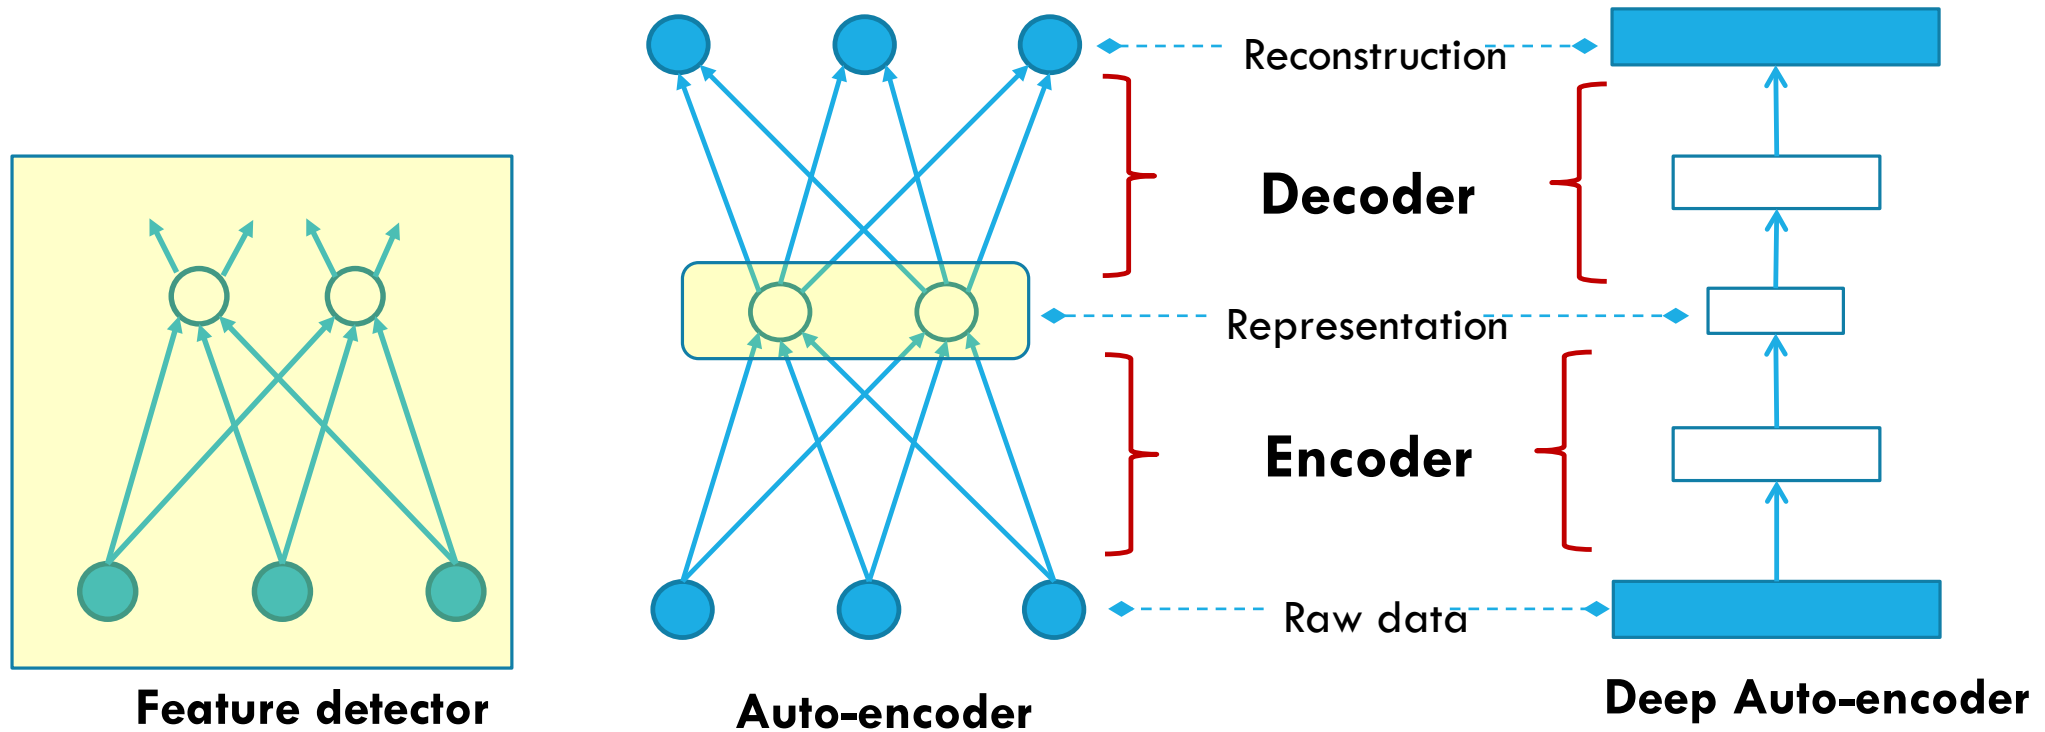 Reconstruction
Decoder
Representation
Encoder
Raw data
Feature detector
Auto-encoder
Deep Auto-encoder